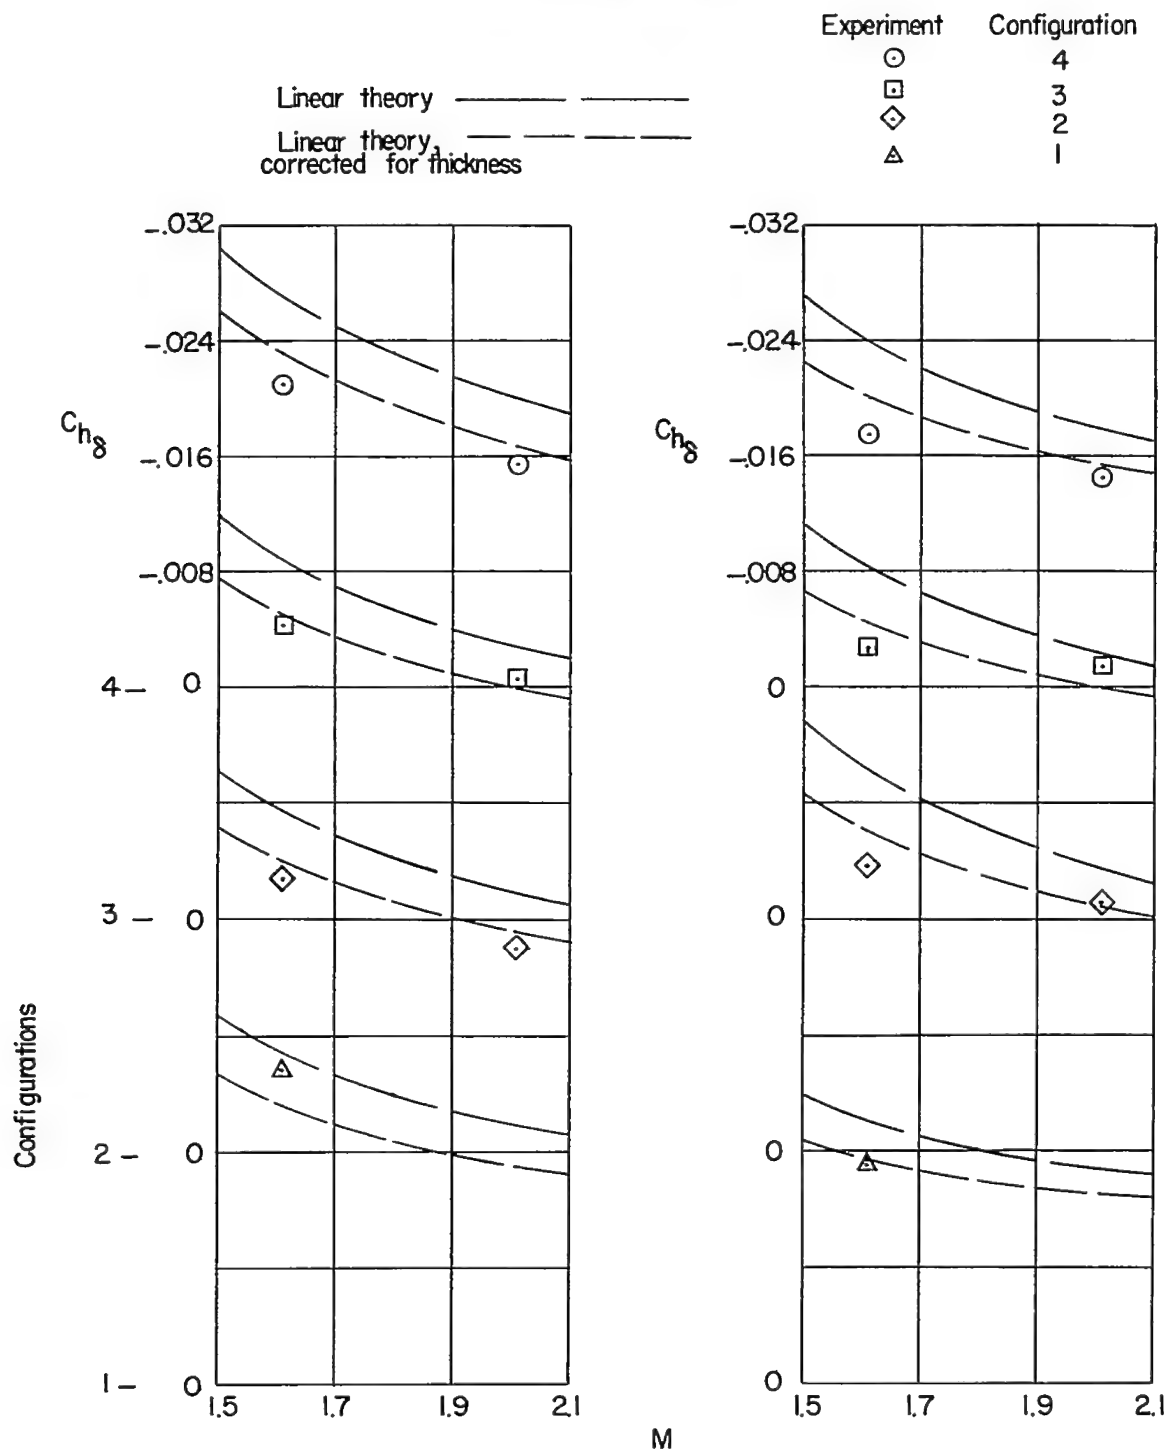 Experiment Configuration
4
3
2
1
Linear theory
Linear theory,
corrected for thickness
-.032
-.024
-.016
-.008
4- 0
3- 0
2- 0
1- 0
1.5 1.7 1.9 2.1
Chδ
Configurations
-.032
-.024
-.016
-.008
0
0
0
0
1.5 1.7 1.9 2.1
Chδ
M